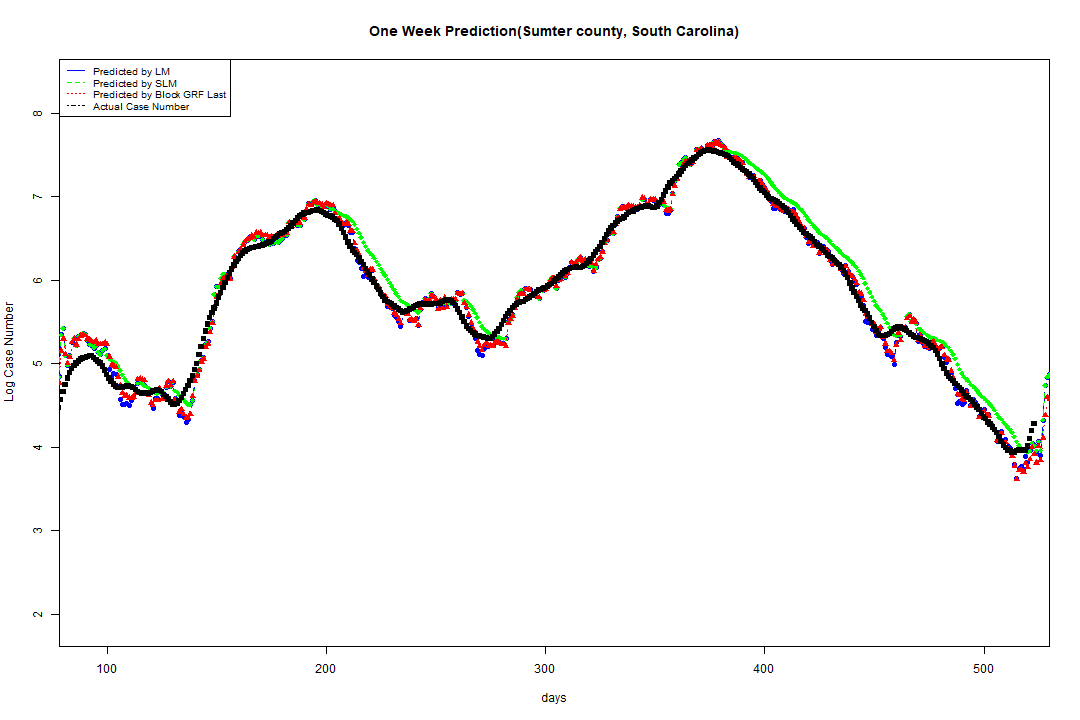 One Week Prediction(Sumter county, South Carolina)
Predicted by LM
Predicted by SLM
Predicted by Block GRF Last
Actual Case Number
8
7
6
5
4
3
2
Log Case Number
100 200 300 400 500
days